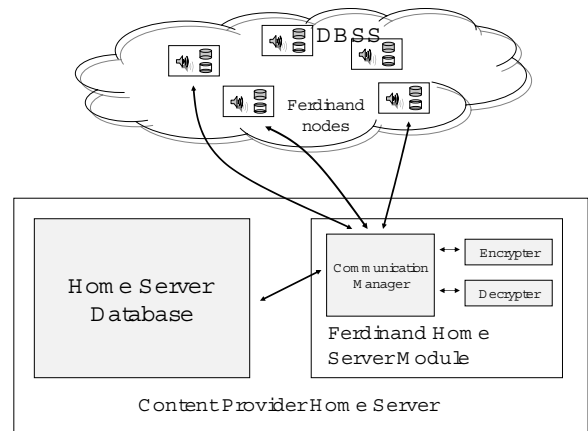 DBSS
Ferdinand
nodes
Home Server
Database
Communication
Manager
Encrypter
Decrypter
Ferdinand Home
Server Module
Content Provider Home Server